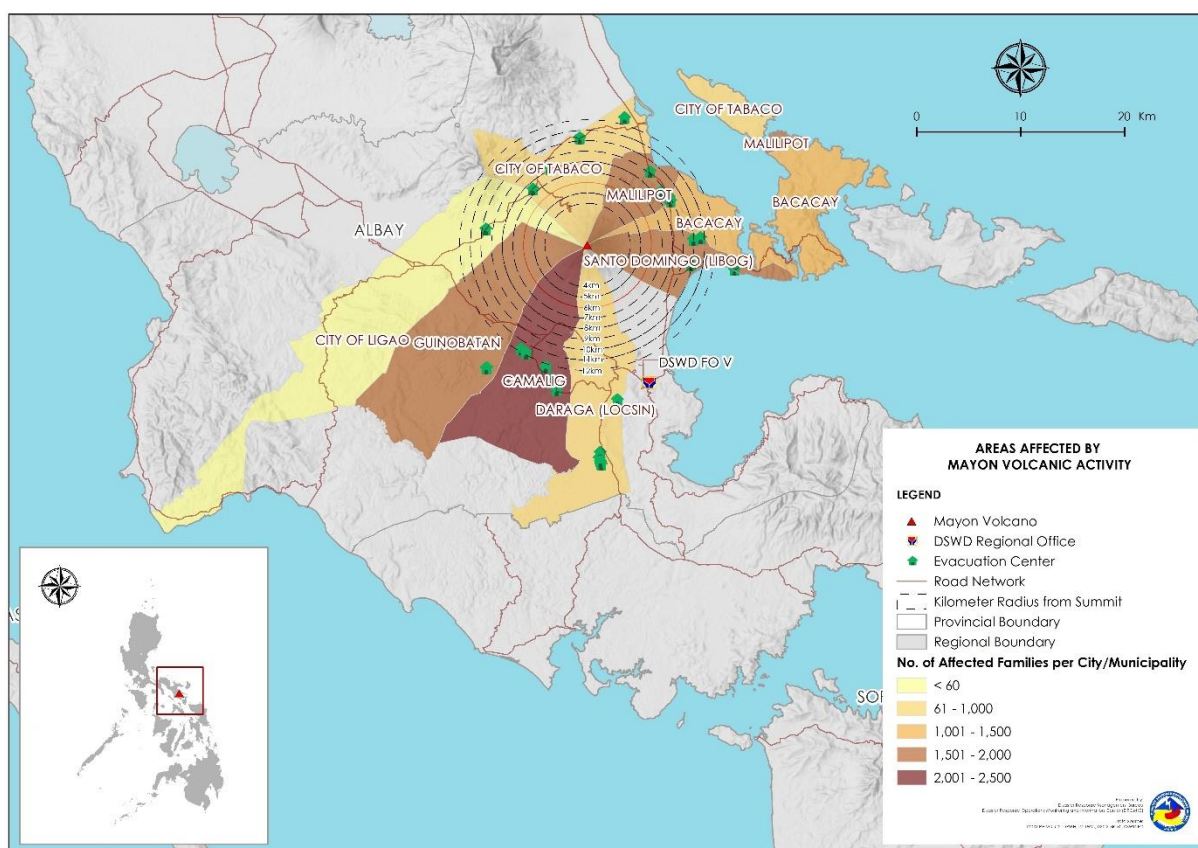 CITY OF TABACO
0 10 20 Km
MALILIPOT
CITY OF TABACO
MALILIPOT
BACACAY
BACACAY
ALBAY
SANTO DOMINGO (LIBOG)
4km
5km
6km
7km
8km
9km
10km
11km
12km
CITY OF LIGAO
GUINOBATAN
DSWD FO V
CAMALIG
DARAGA (LOCSIN)
AREAS AFFECTED BY
MAYON VOLCANIC ACTIVITY
LEGEND
Mayon Volcano
DSWD Regional Office
Evacuation Center
Road Network
Kilometer Radius from Summit
Provincial Boundary
Regional Boundary
No. of Affected Families per City/Municipality
< 60
61 - 1,000
1,001 - 1,500
1,501 - 2,000
2,001 - 2,500